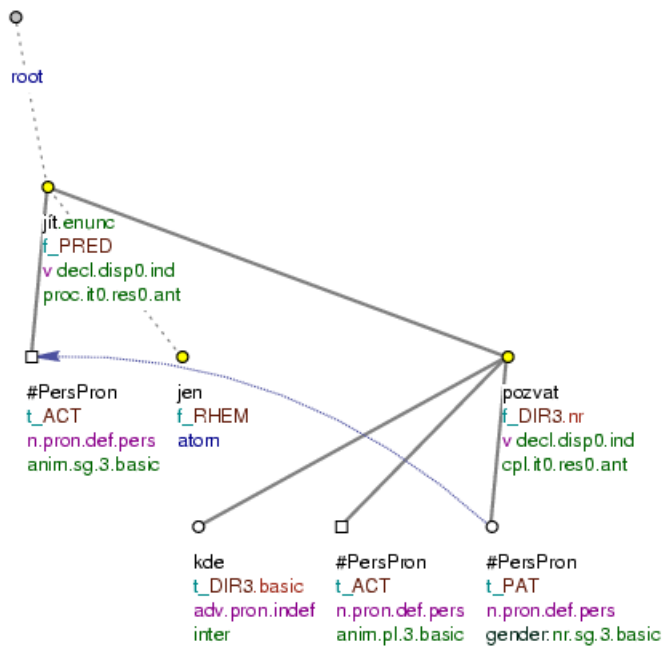 root
jít.enunc
f_PRED
v decl.disp0.ind
proc.it0.res0.ant
#PersPron
t_ACT
n.pron.def.pers
anim.sg.3.basic
jen
f_RHEM
atom
pozvat
f_DIR3.nr
v decl.disp0.ind
cpl.it0.res0.ant
kde
t_DIR3.basic
adv.pron.indef
inter
#PersPron
t_ACT
n.pron.def.pers
anim.pl.3.basic
#PersPron
t_PAT
n.pron.def.pers
gender:nr.sg.3.basic